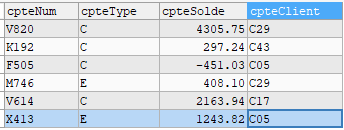 cpteNum cpteType cpteSolde cpteClient
V820 C 4305.75 C29
K192 C 297.24 C43
F505 C -451.03 C05
M746 E 408.10 C29
V614 C 2163.94 C17
X413 E 1243.82 C05